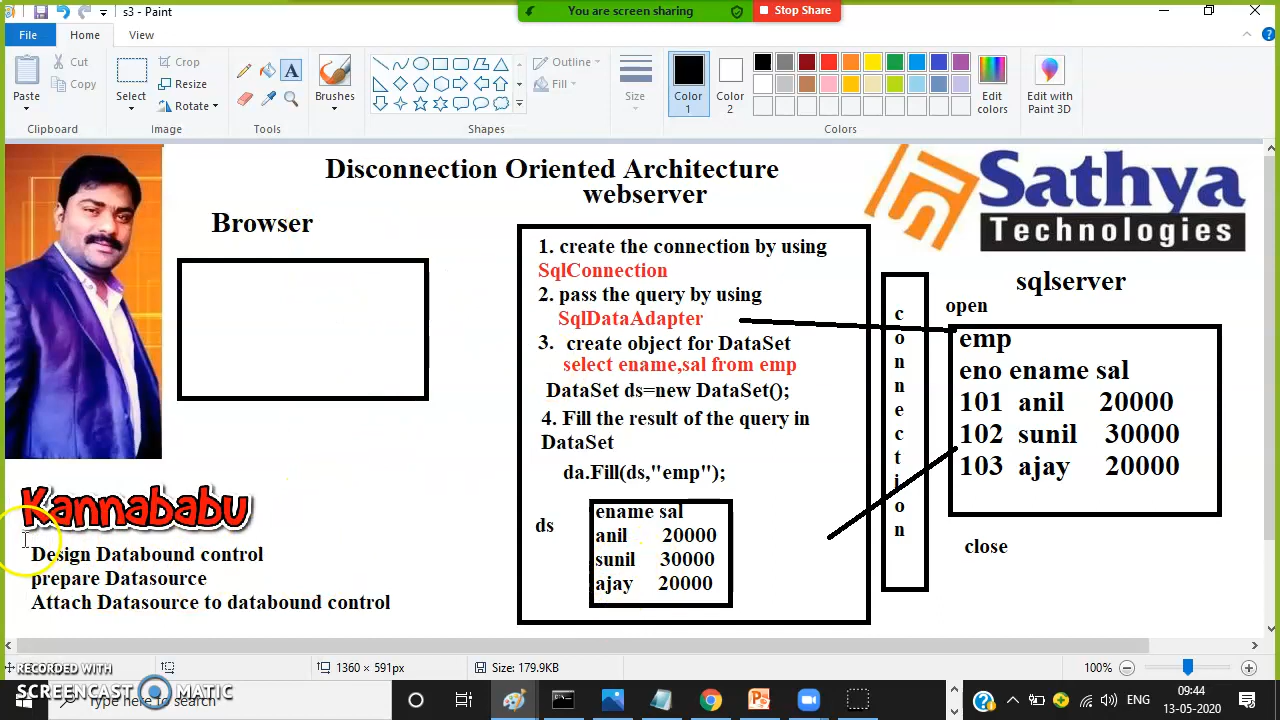 s3 - Paint
You are screen sharing
Stop Share
File
Home
View
Paste
Cut
Copy
Clipboard
Select
Crop
Resize
Rotate
Image
Tools
Brushes
Outline
Fill
Shapes
Size
Color 1
Color 2
Edit colors
Colors
Edit with Paint 3D
Disconnection Oriented Architecture
webserver
Sathya
Technologies
Browser
1. create the connection by using
SqlConnection
2. pass the query by using
SqlDataAdapter
3. create object for DataSet
select ename,sal from emp
DataSet ds=new DataSet();
4. Fill the result of the query in
DataSet
da.Fill(ds,"emp");
ds
ename sal
anil 20000
sunil 30000
ajay 20000
connection
sqlserver
open
emp
eno ename sal
101 anil 20000
102 sunil 30000
103 ajay 20000
close
Kannababu
Design Databound control
prepare Datasource
Attach Datasource to databound control
1360 × 591px
Size: 179.9KB
100%
RECORDED WITH
SCREENCAST MATIC
Type here to search
ENG
09:44
13-05-2020